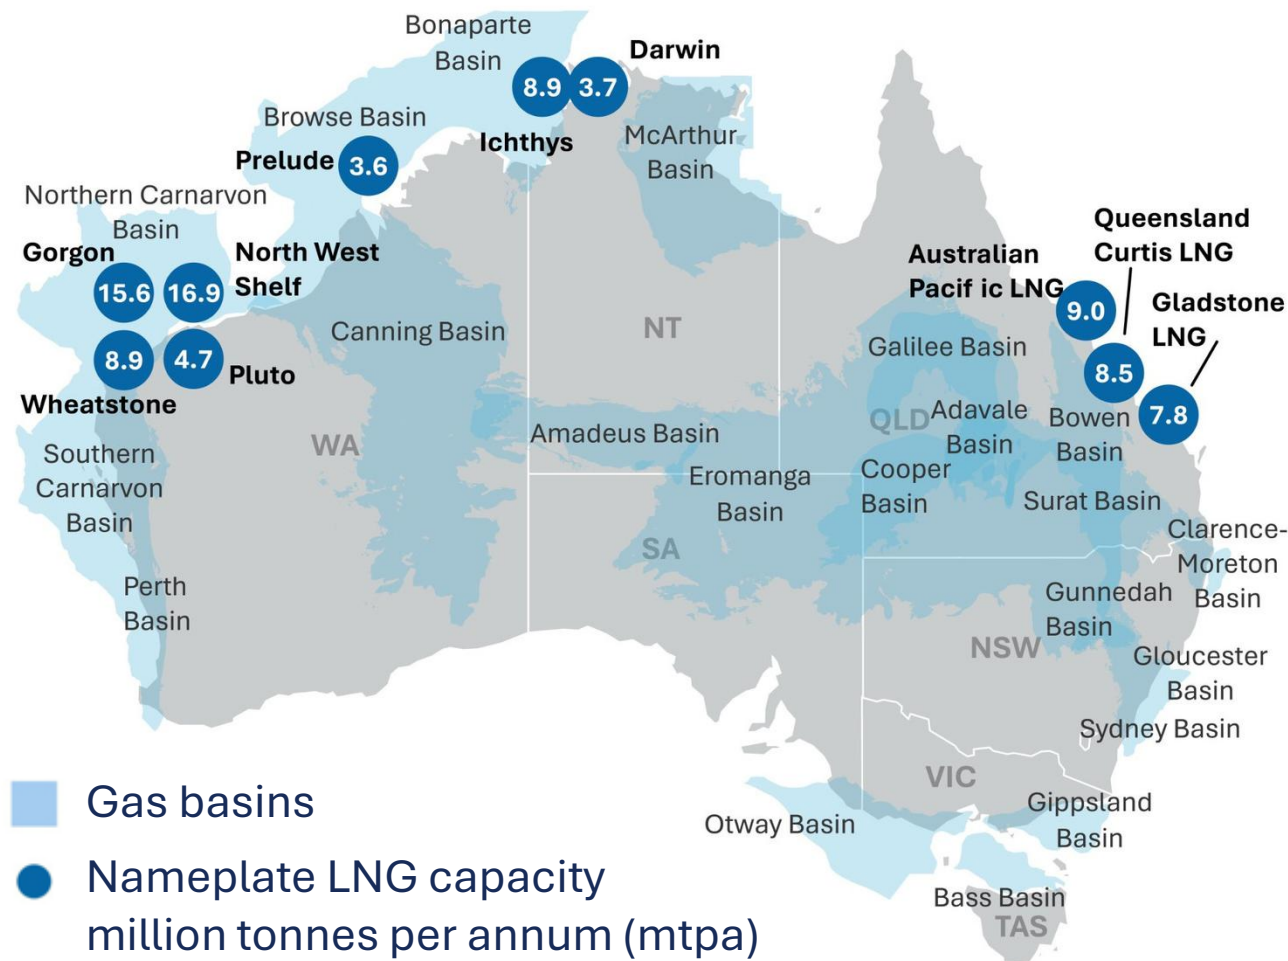 Bonaparte
Basin
Darwin
8.9
3.7
Browse Basin
Ichthys
McArthur
Basin
Prelude
3.6
Northern Carnarvon
Basin
Gorgon
North West
Shelf
15.6
16.9
Queensland
Curtis LNG
Australian
Pacif ic LNG
9.0
Gladstone
LNG
Canning Basin
NT
Galilee Basin
8.9
4.7
Pluto
8.5
Wheatstone
7.8
WA
Amadeus Basin
QLD
Adavale
Basin
Bowen
Basin
Southern
Carnarvon
Basin
Eromanga
Basin
Cooper
Basin
Surat Basin
SA
Clarence-
Moreton
Basin
Perth
Basin
Gunnedah
Basin
NSW
Gloucester
Basin
Sydney Basin
VIC
Gas basins
Otway Basin
Gippsland
Basin
Nameplate LNG capacity
million tonnes per annum (mtpa)
Bass Basin
TAS